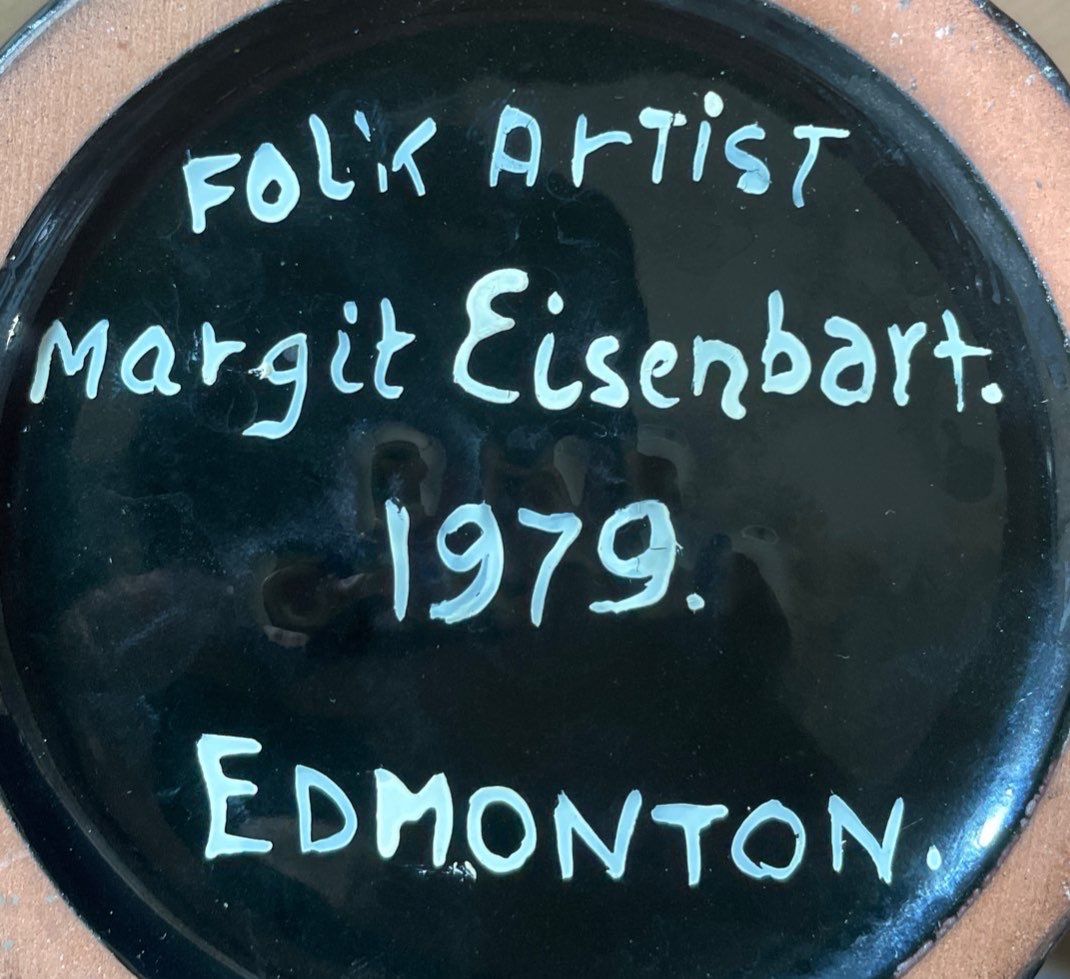 FOlK ArTisT
Margit Eisenbart.
1979.
EDMONTON.